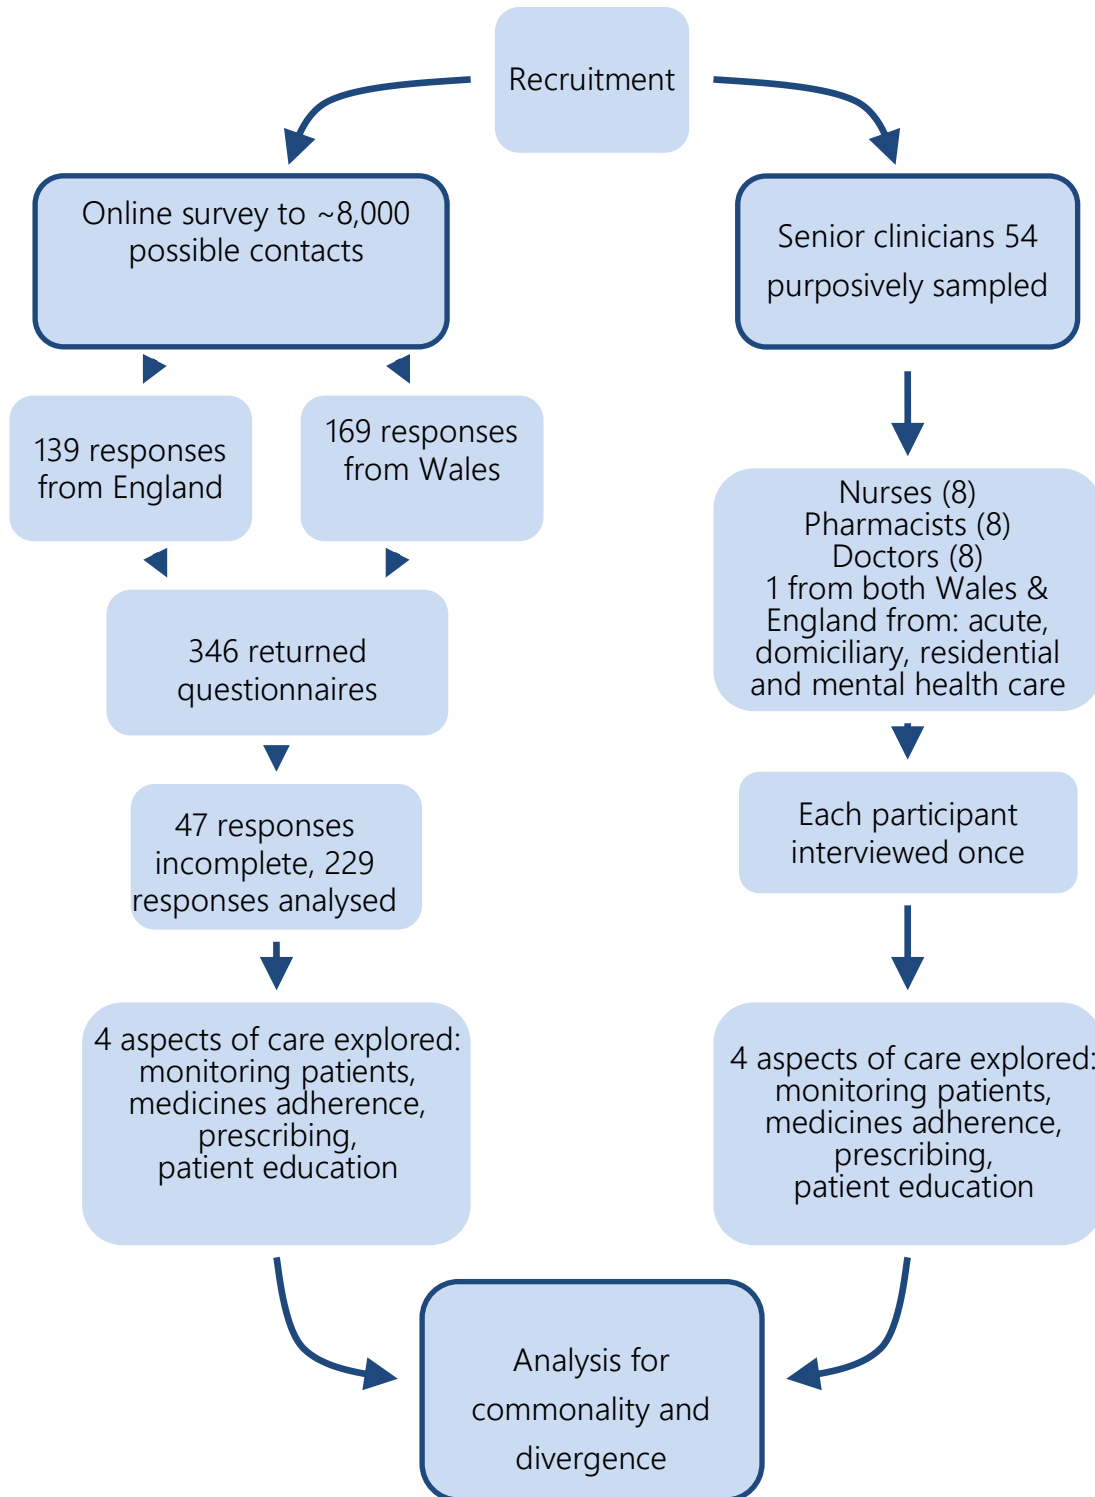 Recruitment
Online survey to ~8,000
possible contacts
139 responses
from England
169 responses
from Wales
346 returned
questionnaires
47 responses
incomplete, 229
responses analysed
4 aspects of care explored:
monitoring patients,
medicines adherence,
prescribing,
patient education
Senior clinicians 54
purposively sampled
Nurses (8)
Pharmacists (8)
Doctors (8)
1 from both Wales &
England from: acute,
domiciliary, residential
and mental health care
Each participant
interviewed once
4 aspects of care explored:
monitoring patients,
medicines adherence,
prescribing,
patient education
Analysis for
commonality and
divergence